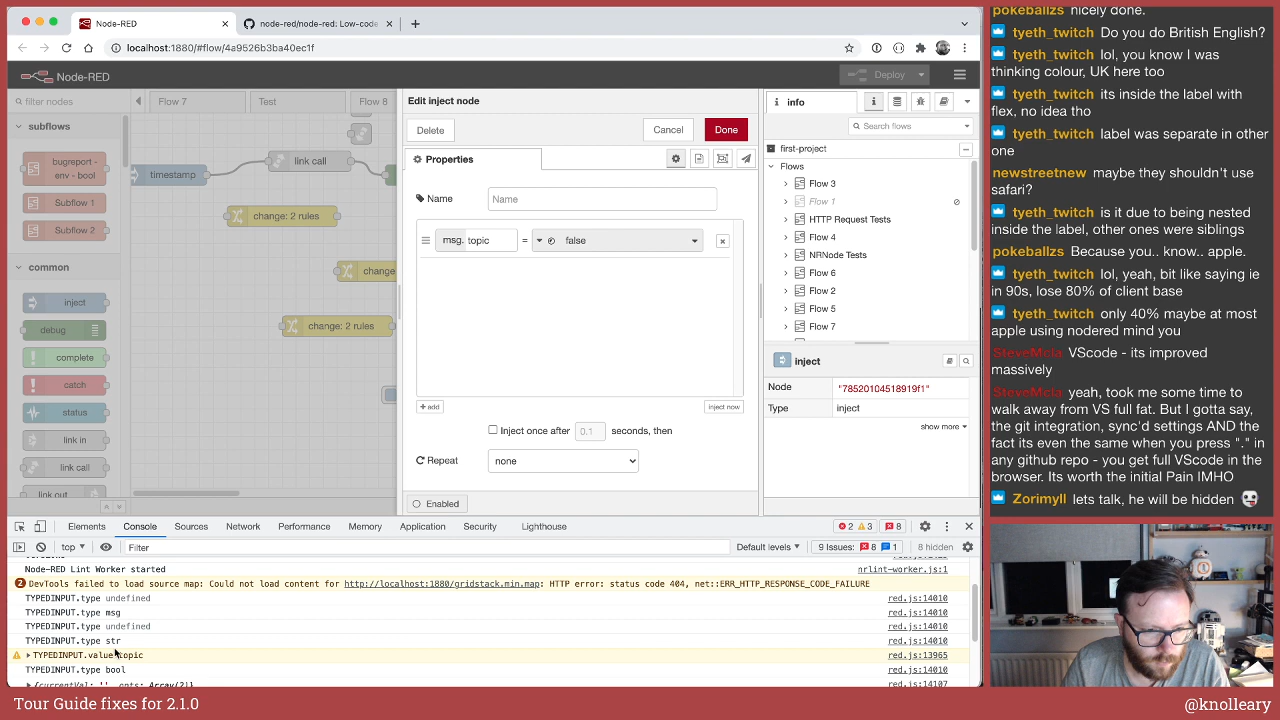 Node-RED
node-red/node-red: Low-code
localhost:1880/#flow/4a9526b3ba40ec1f
Node-RED
Deploy
filter nodes
Flow 7
Test
Flow 8
subflows
bugreport -
env - bool
Subflow 1
Subflow 2
common
inject
debug
complete
catch
status
link in
link call
link out
timestamp
link call
change: 2 rules
change
change: 2 rules
Edit inject node
Delete
Cancel
Done
Properties
Name
Name
msg. topic
=
false
add
inject now
Inject once after
0.1
seconds, then
Repeat
none
Enabled
info
Search flows
first-project
Flows
Flow 3
Flow 1
HTTP Request Tests
Flow 4
NRNode Tests
Flow 6
Flow 2
Flow 5
Flow 7
inject
Node
"78520104518919f1"
Type
inject
show more
Elements
Console
Sources
Network
Performance
Memory
Application
Security
Lighthouse
2
3
8
top
Filter
Default levels
9 Issues:
8
1
8 hidden
Node-RED Lint Worker started
nrlint-worker.js:1
2 DevTools failed to load source map: Could not load content for http://localhost:1880/gridstack.min.map: HTTP error: status code 404, net::ERR_HTTP_RESPONSE_CODE_FAILURE
TYPEDINPUT.type undefined
red.js:14010
TYPEDINPUT.type msg
red.js:14010
TYPEDINPUT.type undefined
red.js:14010
TYPEDINPUT.type str
red.js:14010
TYPEDINPUT.value topic
red.js:13965
TYPEDINPUT.type bool
red.js:14010
{currentVal: '', opts: Array(2)}
red.js:14107
pokeballzs nicely done.
tyeth_twitch Do you do British English?
tyeth_twitch lol, you know I was
thinking colour, UK here too
tyeth_twitch its inside the label with
flex, no idea tho
tyeth_twitch label was separate in other
one
newstreetnew maybe they shouldn't use
safari?
tyeth_twitch is it due to being nested
inside the label, other ones were siblings
pokeballzs Because you.. know.. apple.
tyeth_twitch lol, yeah, bit like saying ie
in 90s, lose 80% of client base
tyeth_twitch only 40% maybe at most
apple using nodered mind you
SteveMcla VScode - its improved
massively
SteveMcla yeah, took me some time to
walk away from VS full fat. But I gotta say,
the git integration, sync'd settings AND the
fact its even the same when you press "." in
any github repo - you get full VScode in the
browser. Its worth the initial Pain IMHO
Zorimyll lets talk, he will be hidden
Tour Guide fixes for 2.1.0
@knolleary